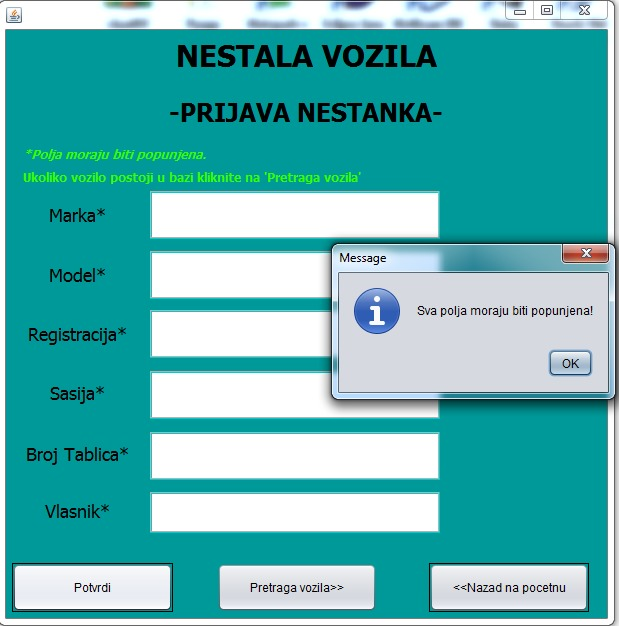 NESTALA VOZILA
-PRIJAVA NESTANKA-
*Polja moraju biti popunjena.
Ukoliko vozilo postoji u bazi kliknite na 'Pretraga vozila'
Marka*
Message
Model*
Sva polja moraju biti popunjena!
Registracija*
OK
Sasija*
Broj Tablica*
Vlasnik*
Potvrdi
Pretraga vozila>>
<<Nazad na pocetnu